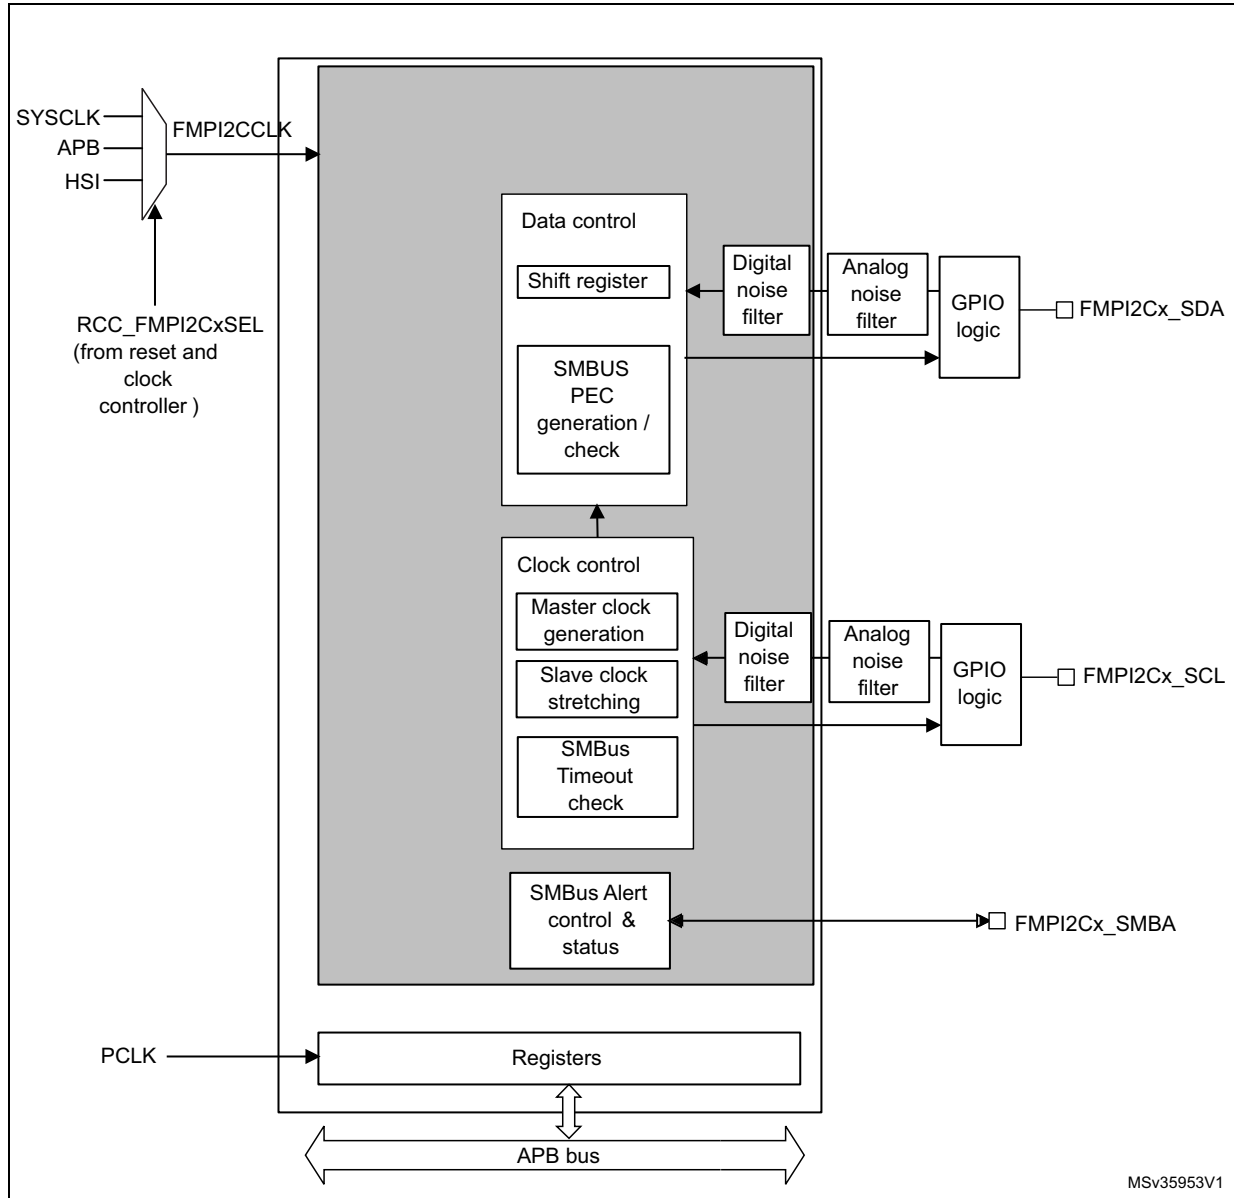 SYSCLK
APB
HSI
FMPI2CCLK
RCC_FMPI2CxSEL
(from reset and
clock
controller )
Data control
Shift register
SMBUS
PEC
generation /
check
Digital
noise
filter
Analog
noise
filter
GPIO
logic
FMPI2Cx_SDA
Clock control
Master clock
generation
Slave clock
stretching
SMBus
Timeout
check
Digital
noise
filter
Analog
noise
filter
GPIO
logic
FMPI2Cx_SCL
SMBus Alert
control &
status
FMPI2Cx_SMBA
PCLK
Registers
APB bus
MSv35953V1